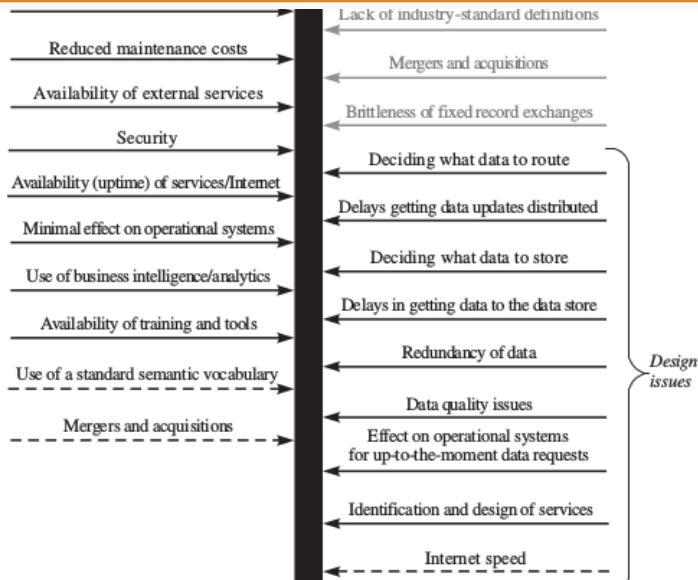 Reduced maintenance costs
Availability of external services
Security
Availability (uptime) of services/Internet
Minimal effect on operational systems
Use of business intelligence/analytics
Availability of training and tools
Use of a standard semantic vocabulary
Mergers and acquisitions
Lack of industry-standard definitions
Mergers and acquisitions
Brittleness of fixed record exchanges
Deciding what data to route
Delays getting data updates distributed
Deciding what data to store
Delays in getting data to the data store
Redundancy of data
Data quality issues
Effect on operational systems
for up-to-the-moment data requests
Identification and design of services
Internet speed
Design
issues